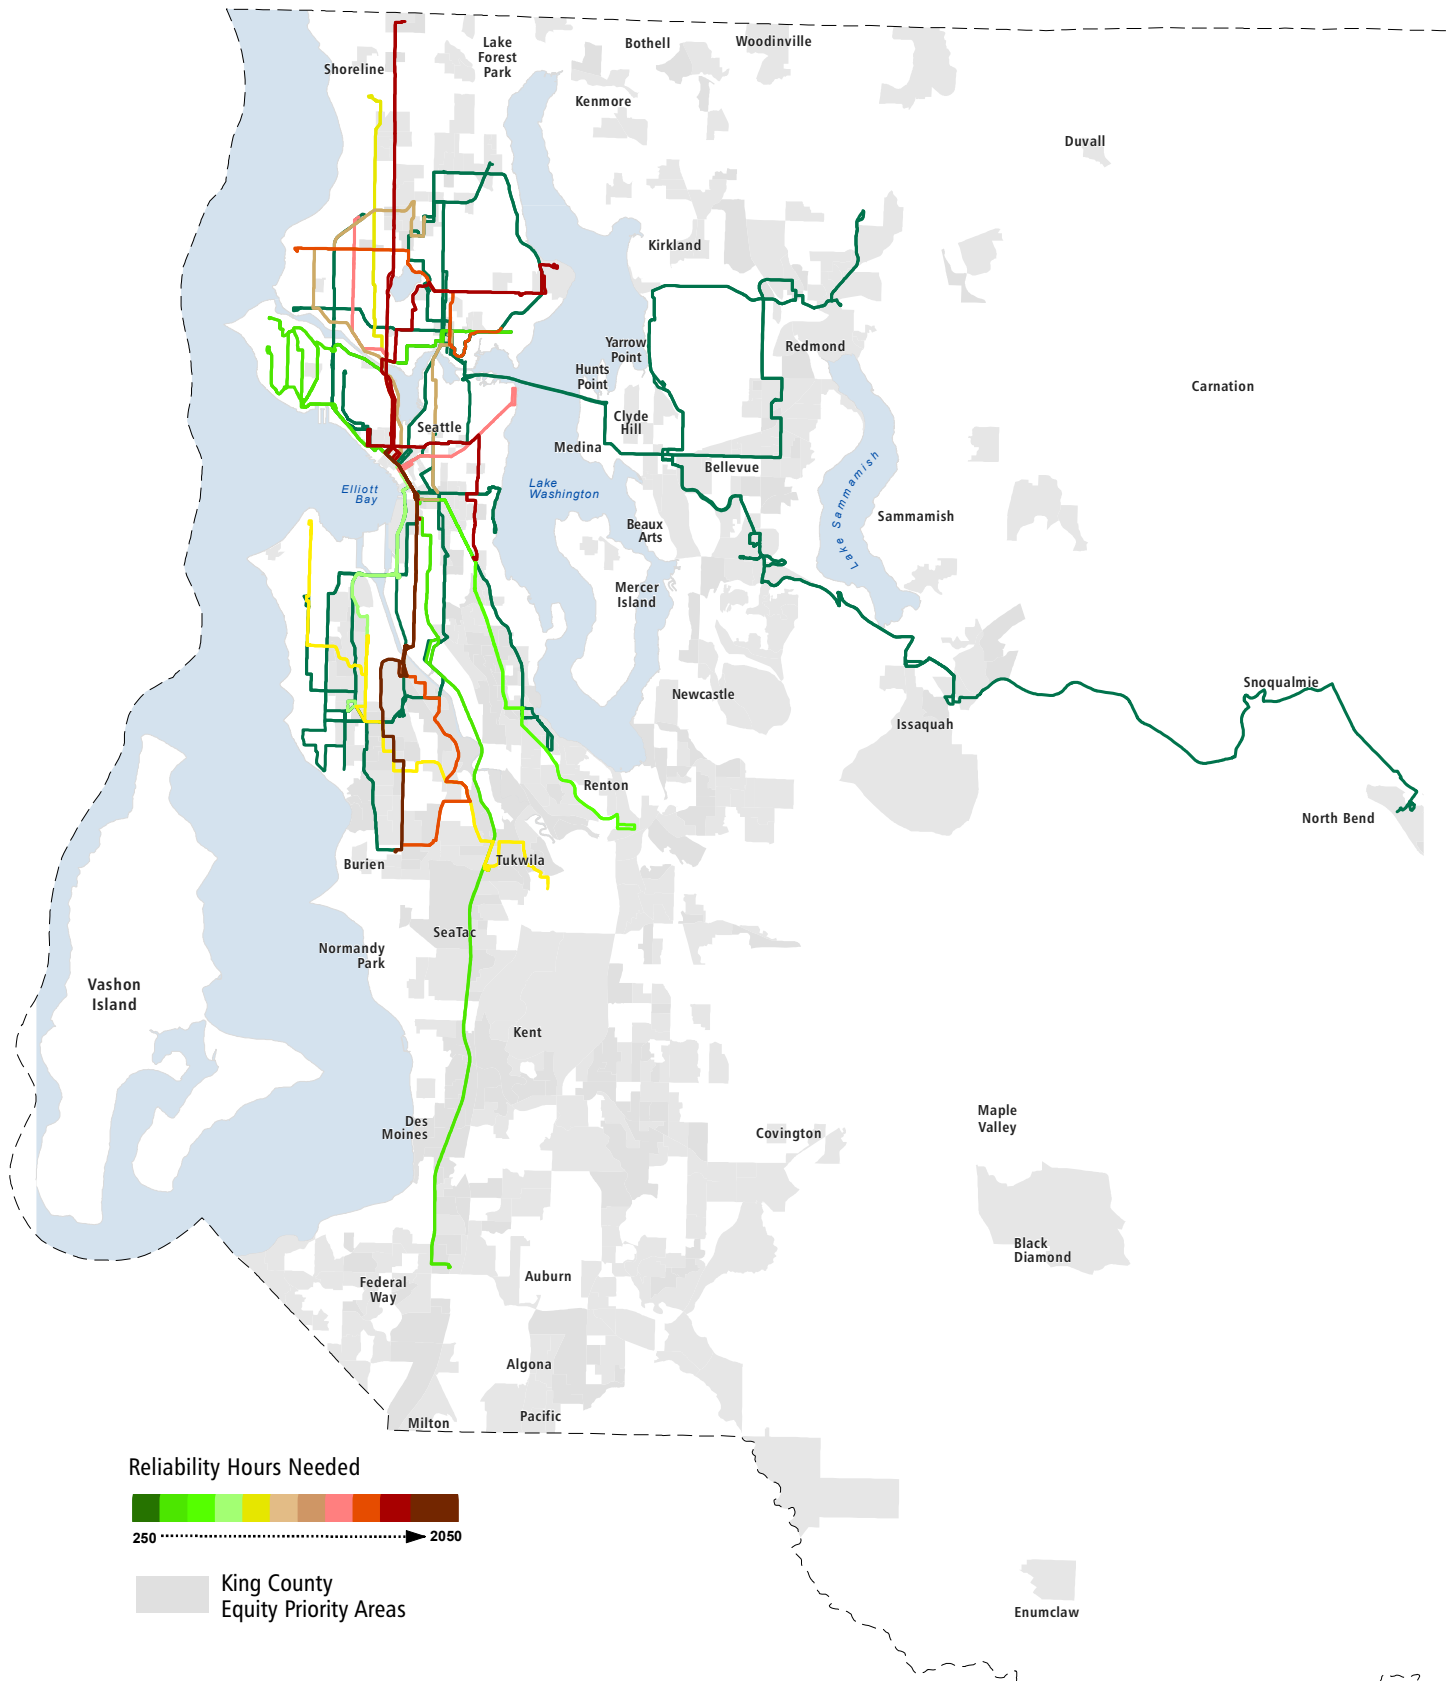 Lake
Forest
Park
Bothell
Woodinville
Shoreline
Kenmore
Duvall
Kirkland
Yarrow
Point
Redmond
Hunts
Point
Carnation
Clyde
Hill
Seattle
Medina
Bellevue
Elliott
Bay
Lake
Washington
Lake Sammamish
Sammamish
Beaux
Arts
Mercer
Island
Snoqualmie
Newcastle
Issaquah
Renton
North Bend
Burien
Tukwila
SeaTac
Normandy
Park
Vashon
Island
Kent
Des
Moines
Maple
Valley
Covington
Black
Diamond
Federal
Way
Auburn
Algona
Milton
Pacific
Reliability Hours Needed
250
2050
King County
Equity Priority Areas
Enumclaw